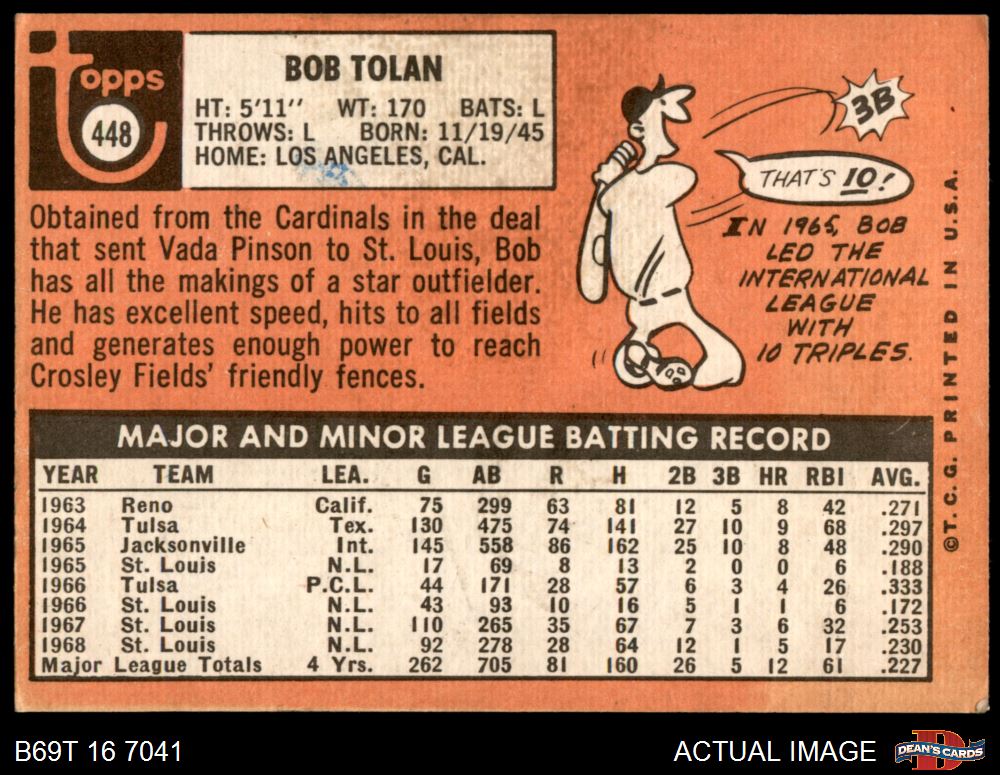 topps
448
BOB TOLAN
HT: 5'11" WT: 170 BATS: L
THROWS: L BORN: 11/19/45
HOME: LOS ANGELES, CAL.
Obtained from the Cardinals in the deal
that sent Vada Pinson to St. Louis, Bob
has all the makings of a star outfielder.
He has excellent speed, hits to all fields
and generates enough power to reach
Crosley Fields' friendly fences.
3B
THAT'S 10!
IN 1965, BOB
LED THE
INTERNATIONAL
LEAGUE
WITH
10 TRIPLES.
© T.C.G. PRINTED IN U.S.A.
MAJOR AND MINOR LEAGUE BATTING RECORD
YEAR TEAM LEA. G AB R H 2B 3B HR RBI AVG.
1963 Reno Calif. 75 299 63 81 12 5 8 42 .271
1964 Tulsa Tex. 130 475 74 141 27 10 9 68 .297
1965 Jacksonville Int. 145 558 86 162 25 10 8 48 .290
1965 St. Louis N.L. 17 69 8 13 2 0 0 6 .188
1966 Tulsa P.C.L. 44 171 28 57 6 3 4 26 .333
1966 St. Louis N.L. 43 93 10 16 5 1 1 6 .172
1967 St. Louis N.L. 110 265 35 67 7 3 6 32 .253
1968 St. Louis N.L. 92 278 28 64 12 1 5 17 .230
Major League Totals 4 Yrs. 262 705 81 160 26 5 12 61 .227
B69T 16 7041
ACTUAL IMAGE
D
DEAN'S CARDS